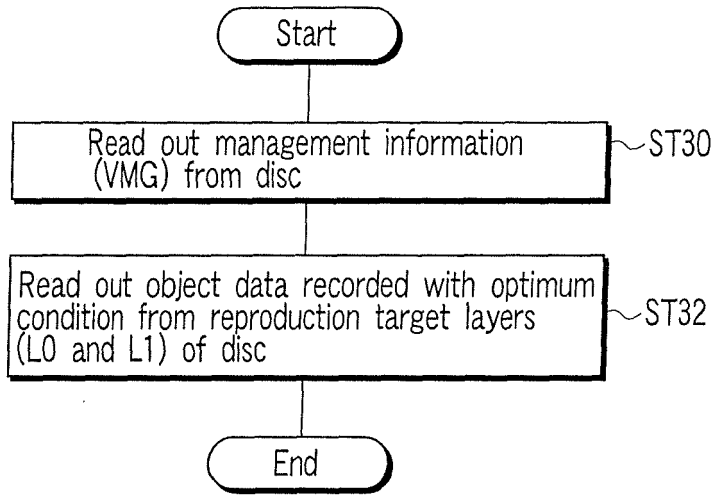 Start
Read out management information
(VMG) from disc
ST30
Read out object data recorded with optimum
condition from reproduction target layers
(L0 and L1) of disc
ST32
End